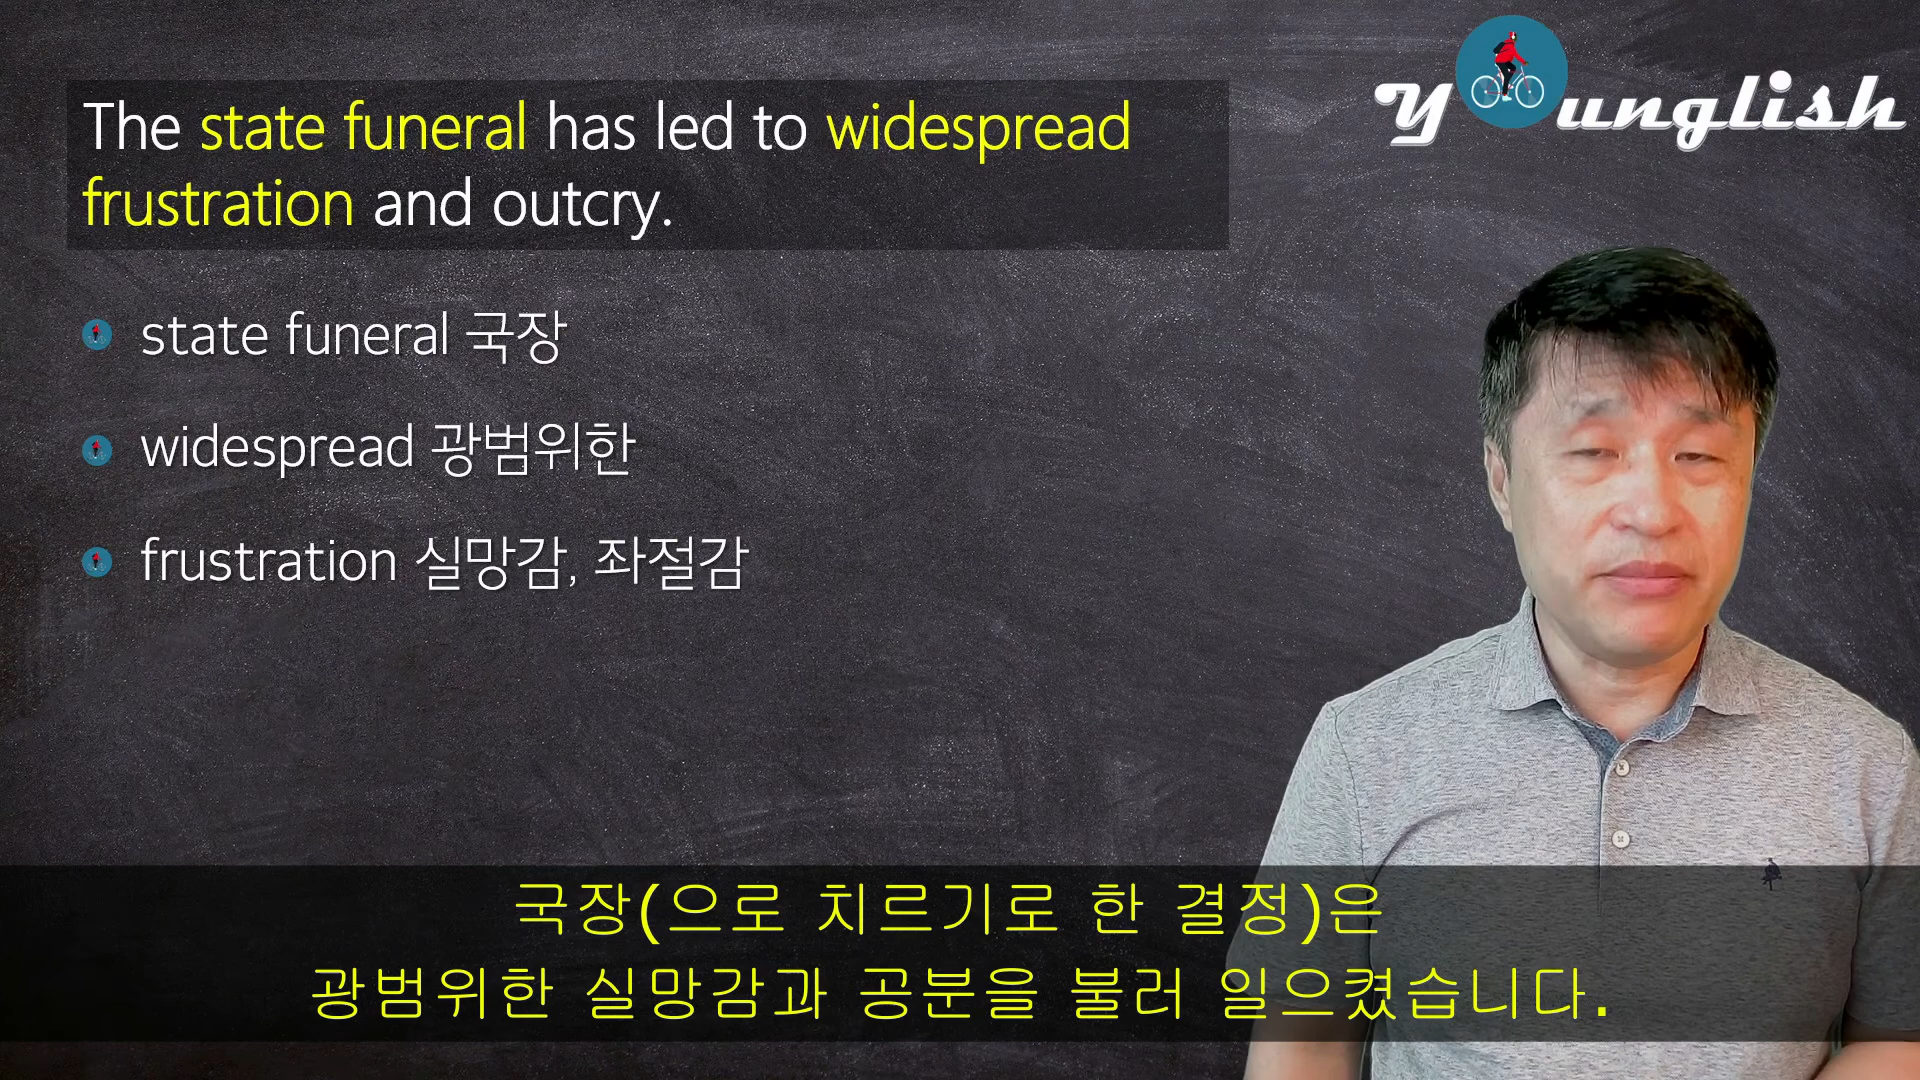 The state funeral has led to widespread
frustration and outcry.
younglish
state funeral 국장
widespread 광범위한
frustration 실망감, 좌절감
국장(으로 치르기로 한 결정)은
광범위한 실망감과 공분을 불러 일으켰습니다.